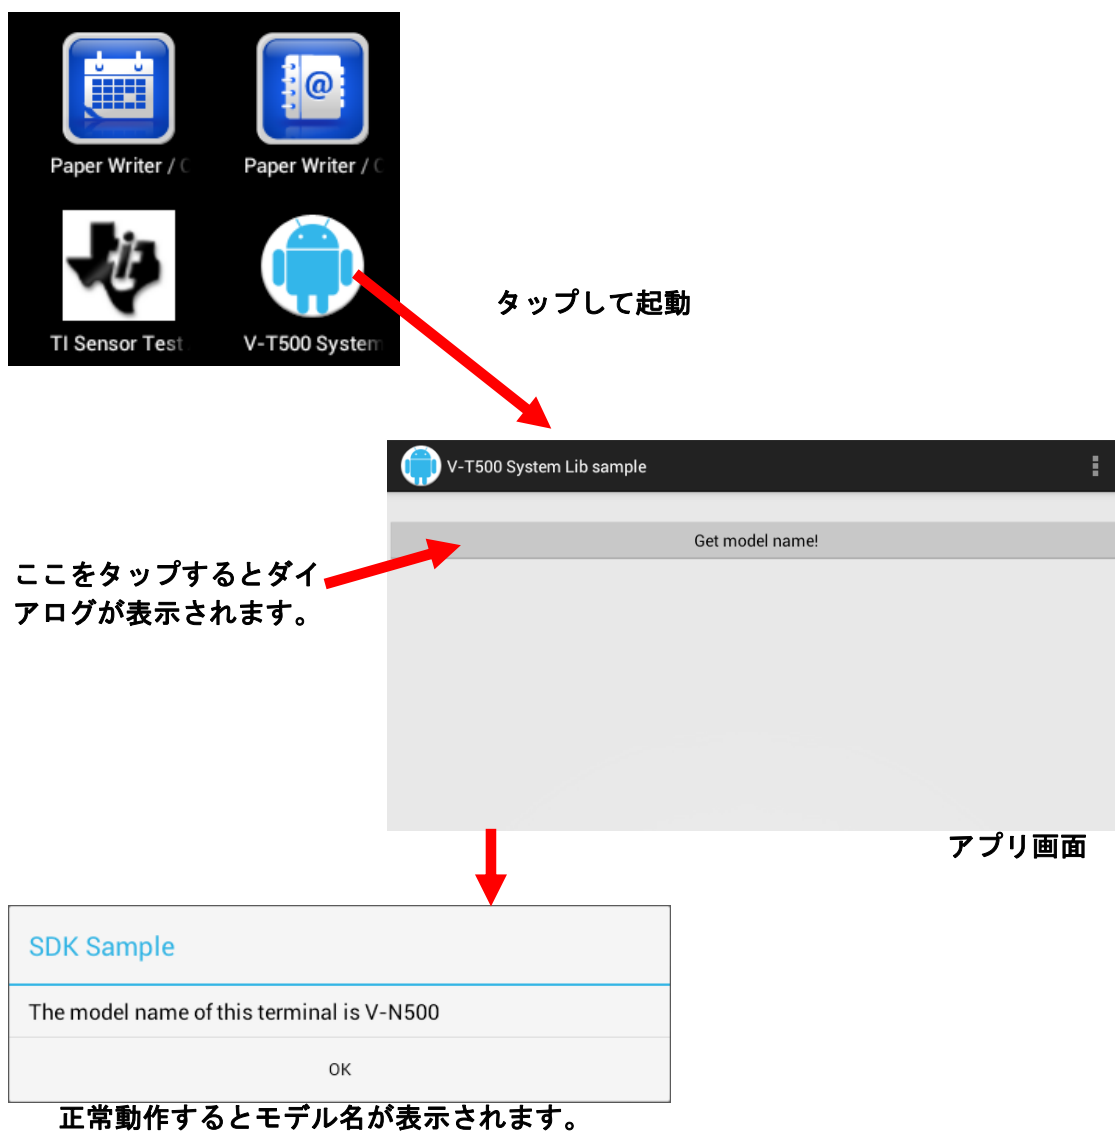 Paper Writer / C
Paper Writer / C
TI Sensor Test
V-T500 System
タップして起動
V-T500 System Lib sample
Get model name!
ここをタップするとダイ
アログが表示されます。
アプリ画面
SDK Sample
The model name of this terminal is V-N500
OK
正常動作するとモデル名が表示されます。